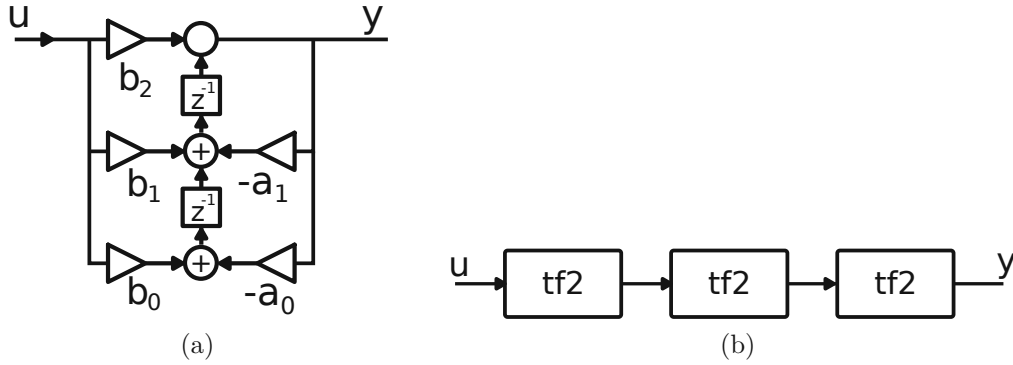 u y
b2
z-1
+
b1 -a1
z-1
+
b0 -a0
(a)
u tf2 tf2 tf2 y
(b)